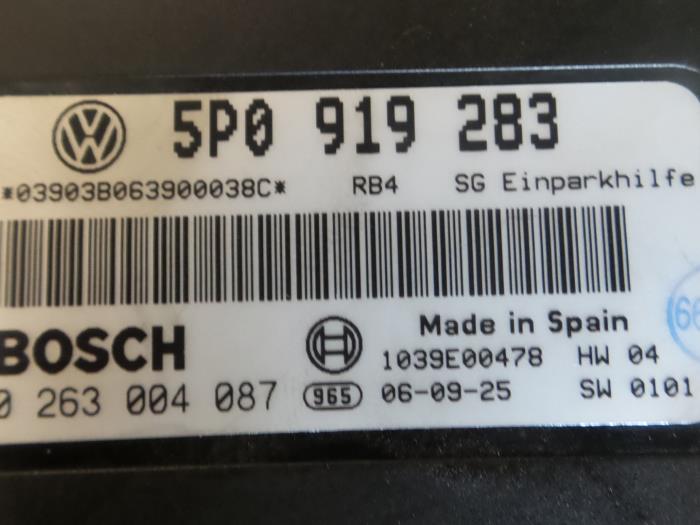 5P0 919 283
*03903B063900038C* RB4 SG Einparkhilfe
BOSCH
Made in Spain
1039E00478 HW 04
0 263 004 087 965 06-09-25 SW 0101
66